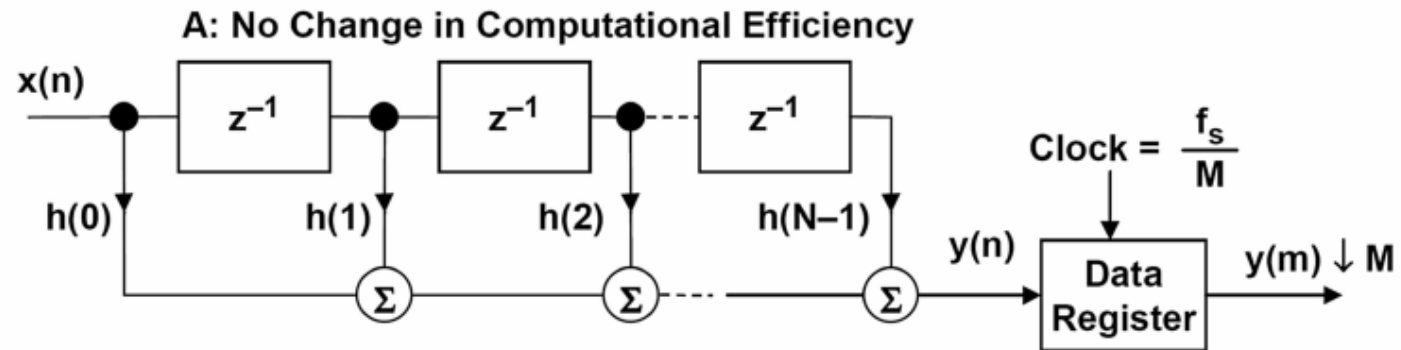 A: No Change in Computational Efficiency
x(n)
z⁻¹
z⁻¹
z⁻¹
Clock = fₛ/M
h(0)
h(1)
h(2)
h(N–1)
Σ
Σ
Σ
y(n)
Data
Register
y(m) ↓ M